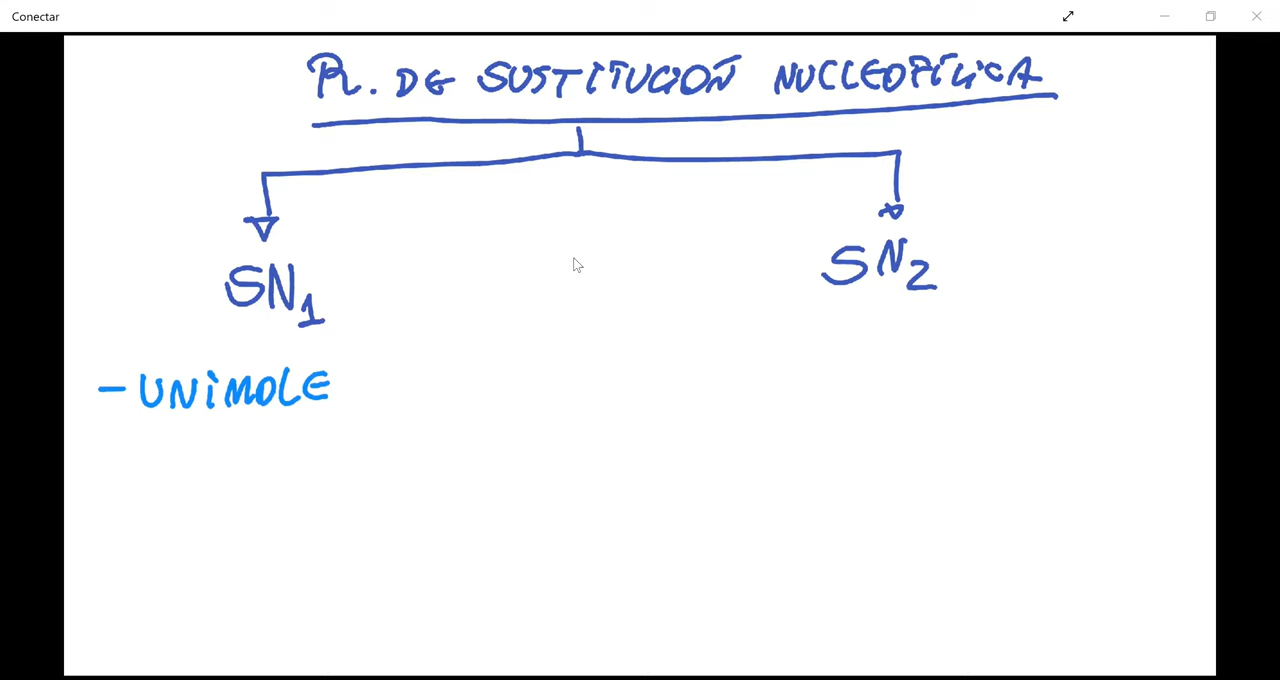 Conectar
R. DE SUSTITUCIÓN NUCLEOFÍLICA
SN1
SN2
- UNIMOLE